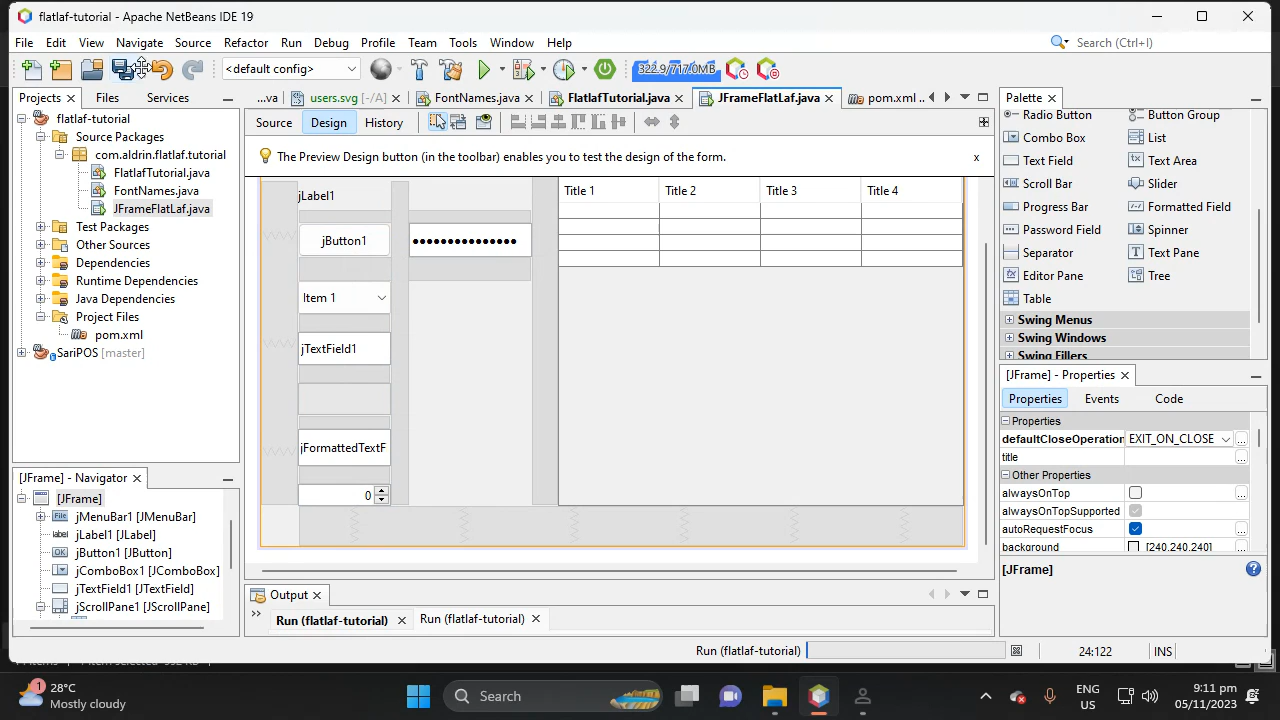 flatlaf-tutorial - Apache NetBeans IDE 19
File Edit View Navigate Source Refactor Run Debug Profile Team Tools Window Help
Search (Ctrl+I)
<default config>
322.9/717.0MB
Projects Files Services
...va users.svg [-/A] FontNames.java FlatlafTutorial.java JFrameFlatLaf.java pom.xml ..
Source Design History
The Preview Design button (in the toolbar) enables you to test the design of the form.
x
flatlaf-tutorial
Source Packages
com.aldrin.flatlaf.tutorial
FlatlafTutorial.java
FontNames.java
JFrameFlatLaf.java
Test Packages
Other Sources
Dependencies
Runtime Dependencies
Java Dependencies
Project Files
pom.xml
SariPOS [master]
[JFrame] - Navigator
[JFrame]
jMenuBar1 [JMenuBar]
jLabel1 [JLabel]
jButton1 [JButton]
jComboBox1 [JComboBox]
jTextField1 [JTextField]
jScrollPane1 [JScrollPane]
jLabel1
jButton1
Item 1
jTextField1
jFormattedTextF
0
Title 1 Title 2 Title 3 Title 4
Output
Run (flatlaf-tutorial) Run (flatlaf-tutorial)
Palette
Radio Button Button Group
Combo Box List
Text Field Text Area
Scroll Bar Slider
Progress Bar Formatted Field
Password Field Spinner
Separator Text Pane
Editor Pane Tree
Table
Swing Menus
Swing Windows
Swing Fillers
[JFrame] - Properties
Properties Events Code
Properties
defaultCloseOperation EXIT_ON_CLOSE
title
Other Properties
alwaysOnTop
alwaysOnTopSupported
autoRequestFocus
background [240,240,240]
[JFrame]
Run (flatlaf-tutorial)
24:122 INS
28°C
Mostly cloudy
1
Search
ENG
US
9:11 pm
05/11/2023